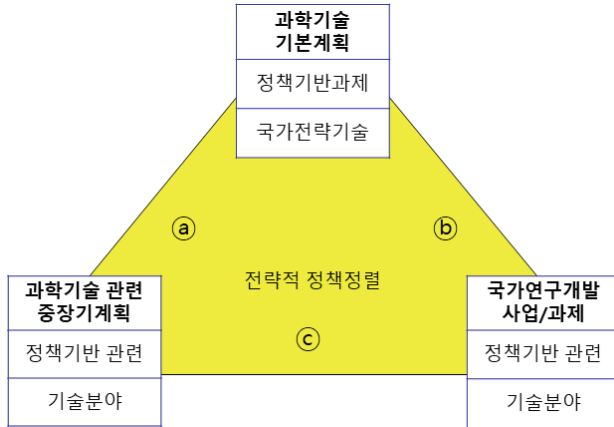 과학기술
기본계획
정책기반과제
국가전략기술
ⓐ
ⓑ
전략적 정책정렬
ⓒ
과학기술 관련
중장기계획
정책기반 관련
기술분야
국가연구개발
사업/과제
정책기반 관련
기술분야